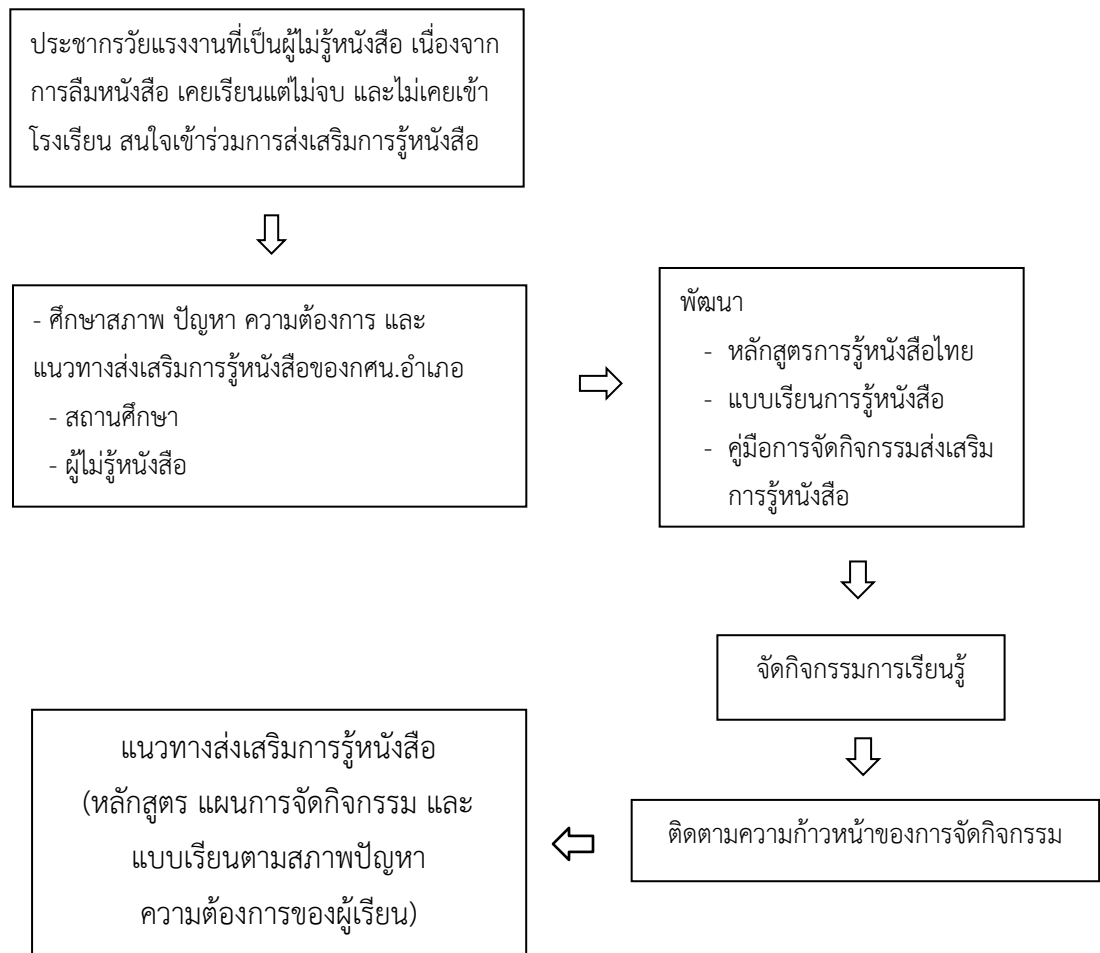 ประชากรวัยแรงงานที่เป็นผู้ไม่รู้หนังสือ เนื่องจาก
การลืมหนังสือ เคยเรียนแต่ไม่จบ และไม่เคยเข้า
โรงเรียน สนใจเข้าร่วมการส่งเสริมการรู้หนังสือ
- ศึกษาสภาพ ปัญหา ความต้องการ และ
แนวทางส่งเสริมการรู้หนังสือของกศน.อำเภอ
- สถานศึกษา
- ผู้ไม่รู้หนังสือ
พัฒนา
- หลักสูตรการรู้หนังสือไทย
- แบบเรียนการรู้หนังสือ
- คู่มือการจัดกิจกรรมส่งเสริม
การรู้หนังสือ
จัดกิจกรรมการเรียนรู้
ติดตามความก้าวหน้าของการจัดกิจกรรม
แนวทางส่งเสริมการรู้หนังสือ
(หลักสูตร แผนการจัดกิจกรรม และ
แบบเรียนตามสภาพปัญหา
ความต้องการของผู้เรียน)